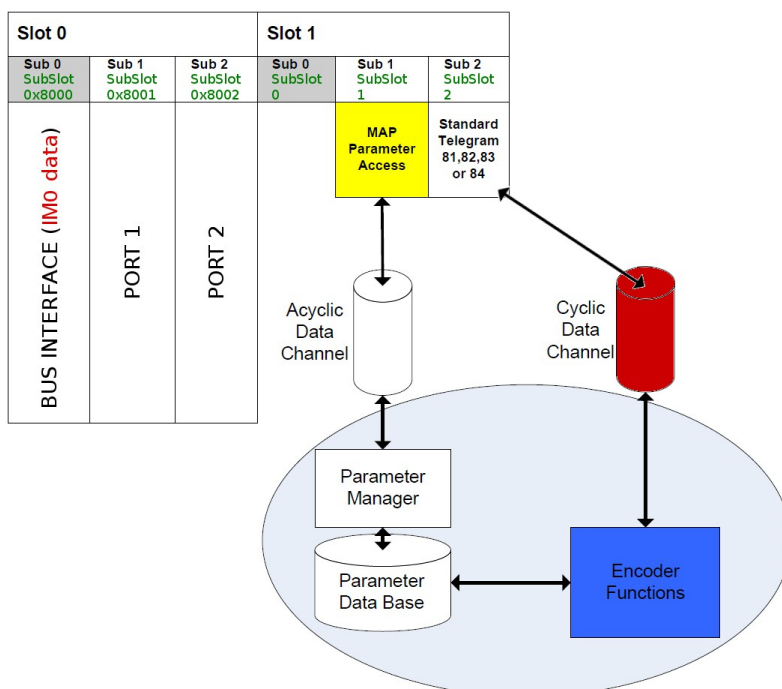 Slot 0
Slot 1
Sub 0
SubSlot
0x8000
Sub 1
SubSlot
0x8001
Sub 2
SubSlot
0x8002
Sub 0
SubSlot
0
Sub 1
SubSlot
1
Sub 2
SubSlot
2
BUS INTERFACE (IM0 data)
PORT 1
PORT 2
MAP
Parameter
Access
Standard
Telegram
81,82,83
or 84
Acyclic
Data
Channel
Cyclic
Data
Channel
Parameter
Manager
Parameter
Data Base
Encoder
Functions